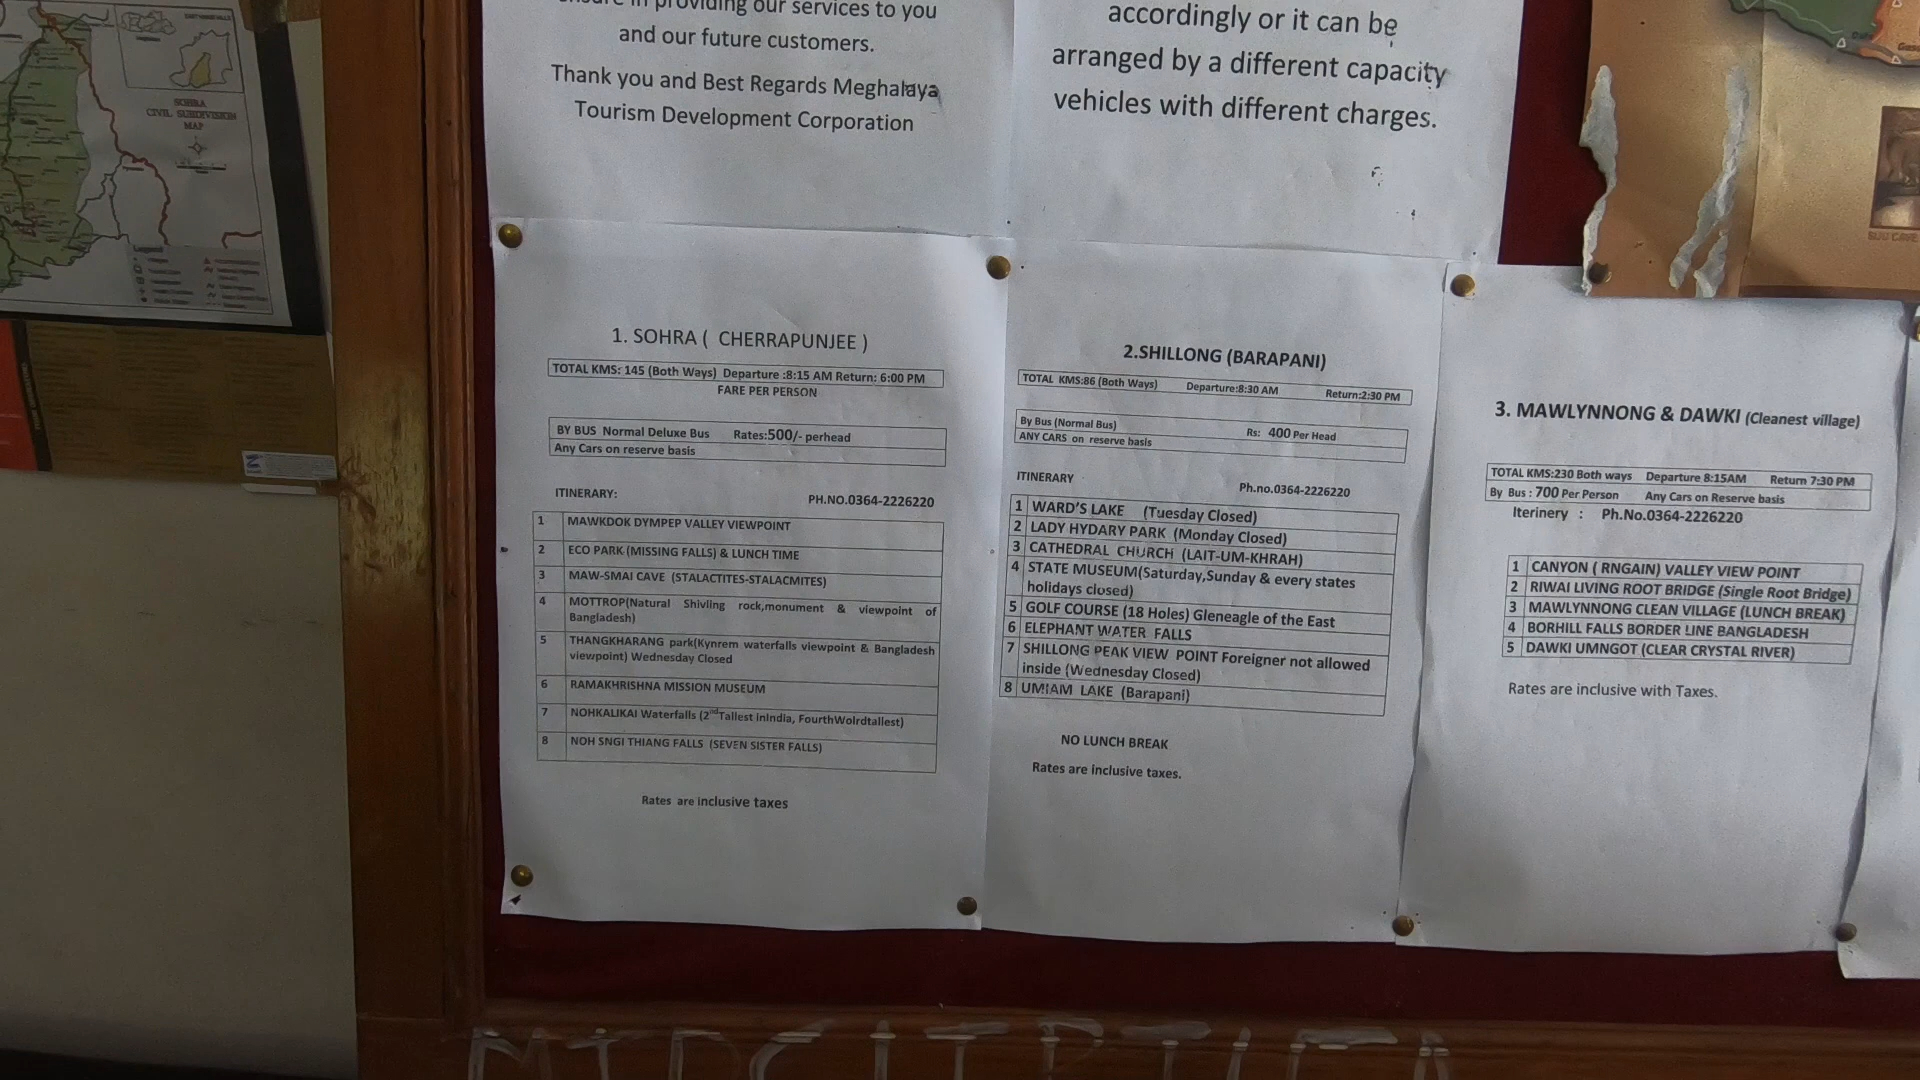 SOHRA
CIVIL SUBDIVISION
MAP
ensure in providing our services to you
and our future customers.
Thank you and Best Regards Meghalaya
Tourism Development Corporation
accordingly or it can be
arranged by a different capacity
vehicles with different charges.
1. SOHRA ( CHERRAPUNJEE )
TOTAL KMS: 145 (Both Ways) Departure :8:15 AM Return: 6:00 PM
FARE PER PERSON
BY BUS Normal Deluxe Bus Rates:500/- perhead
Any Cars on reserve basis
ITINERARY: PH.NO.0364-2226220
1 MAWKDOK DYMPEP VALLEY VIEWPOINT
2 ECO PARK (MISSING FALLS) & LUNCH TIME
3 MAW-SMAI CAVE (STALACTITES-STALACMITES)
4 MOTTROP(Natural Shivling rock,monument & viewpoint of
Bangladesh)
5 THANGKHARANG park(Kynrem waterfalls viewpoint & Bangladesh
viewpoint) Wednesday Closed
6 RAMAKHRISHNA MISSION MUSEUM
7 NOHKALIKAI Waterfalls (2nd Tallest inIndia, FourthWolrdtallest)
8 NOH SNGI THIANG FALLS (SEVEN SISTER FALLS)
Rates are inclusive taxes
2.SHILLONG (BARAPANI)
TOTAL KMS:86 (Both Ways) Departure:8:30 AM Return:2:30 PM
By Bus (Normal Bus) Rs: 400 Per Head
ANY CARS on reserve basis
ITINERARY Ph.no.0364-2226220
1 WARD'S LAKE (Tuesday Closed)
2 LADY HYDARY PARK (Monday Closed)
3 CATHEDRAL CHURCH (LAIT-UM-KHRAH)
4 STATE MUSEUM(Saturday,Sunday & every states
holidays closed)
5 GOLF COURSE (18 Holes) Gleneagle of the East
6 ELEPHANT WATER FALLS
7 SHILLONG PEAK VIEW POINT Foreigner not allowed
inside (Wednesday Closed)
8 UMIAM LAKE (Barapani)
NO LUNCH BREAK
Rates are inclusive taxes.
3. MAWLYNNONG & DAWKI (Cleanest village)
TOTAL KMS:230 Both ways Departure 8:15AM Return 7:30 PM
By Bus : 700 Per Person Any Cars on Reserve basis
Iterinery : Ph.No.0364-2226220
1 CANYON ( RNGAIN) VALLEY VIEW POINT
2 RIWAI LIVING ROOT BRIDGE (Single Root Bridge)
3 MAWLYNNONG CLEAN VILLAGE (LUNCH BREAK)
4 BORHILL FALLS BORDER LINE BANGLADESH
5 DAWKI UMNGOT (CLEAR CRYSTAL RIVER)
Rates are inclusive with Taxes.